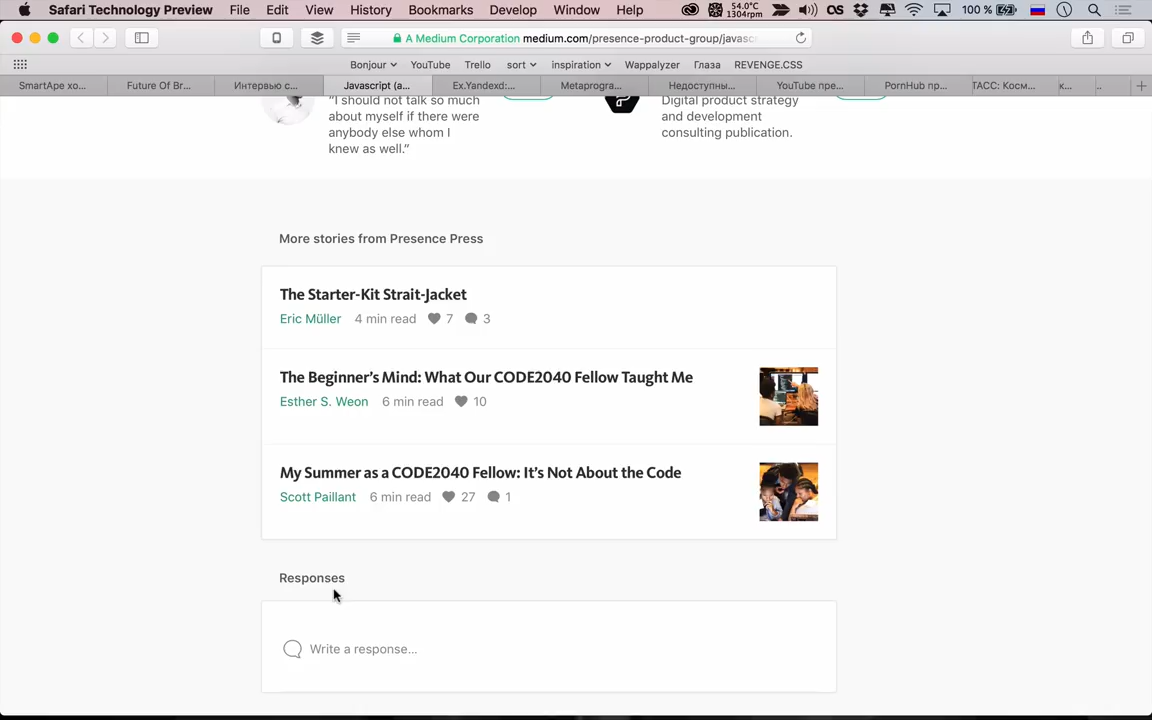 Safari Technology Preview File Edit View History Bookmarks Develop Window Help 54.0°C 1304rpm 100 %
A Medium Corporation medium.com/presence-product-group/javasc
Bonjour YouTube Trello sort inspiration Wappalyzer Глаза REVENGE.CSS
SmartApe хо... Future Of Br... Интервью с... Javascript (a... Ex.Yandexd:... Metaprogra... Недоступны... YouTube пре... PornHub пр... ТАСС: Косм... к... ..
"I should not talk so much
about myself if there were
anybody else whom I
knew as well."
Digital product strategy
and development
consulting publication.
More stories from Presence Press
The Starter-Kit Strait-Jacket
Eric Müller 4 min read 7 3
The Beginner's Mind: What Our CODE2040 Fellow Taught Me
Esther S. Weon 6 min read 10
My Summer as a CODE2040 Fellow: It's Not About the Code
Scott Paillant 6 min read 27 1
Responses
Write a response...